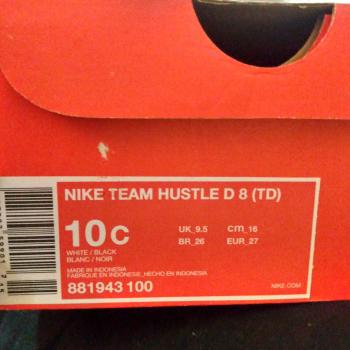 NIKE TEAM HUSTLE D 8 (TD)
10C UK_9.5 cm_16
BR_26 EUR_27
WHITE / BLACK
BLANC / NOIR
MADE IN INDONESIA
FABRIQUE EN INDONESIE_HECHO EN INDONESIA
881943 100 NIKE.COM